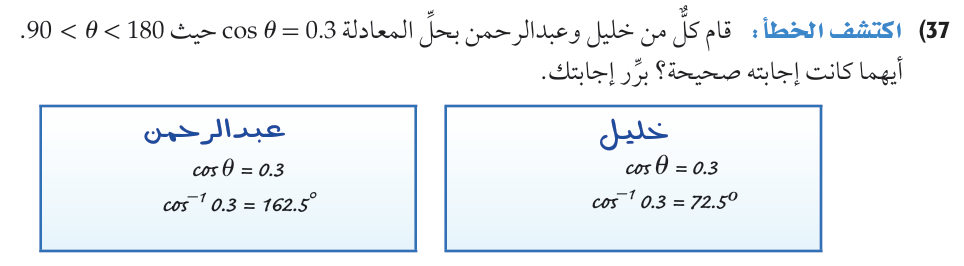 (37 اكتشف الخطأ : قام كلٌّ من خليل وعبدالرحمن بحلِّ المعادلة cos θ = 0.3 حيث 90 < θ < 180.
أيهما كانت إجابته صحيحة؟ برِّر إجابتك.
خليل
cos θ = 0.3
cos⁻¹ 0.3 = 72.5°
عبدالرحمن
cos θ = 0.3
cos⁻¹ 0.3 = 162.5°